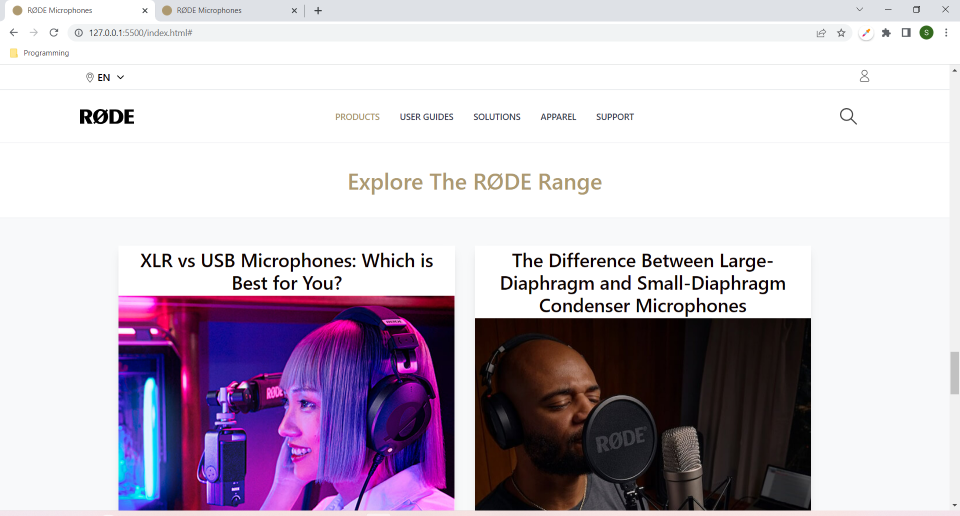 RØDE Microphones
RØDE Microphones
127.0.0.1:5500/index.html#
S
Programming
EN
RØDE
PRODUCTS
USER GUIDES
SOLUTIONS
APPAREL
SUPPORT
Explore The RØDE Range
XLR vs USB Microphones: Which is
Best for You?
The Difference Between Large-
Diaphragm and Small-Diaphragm
Condenser Microphones
RØDE
RØDE